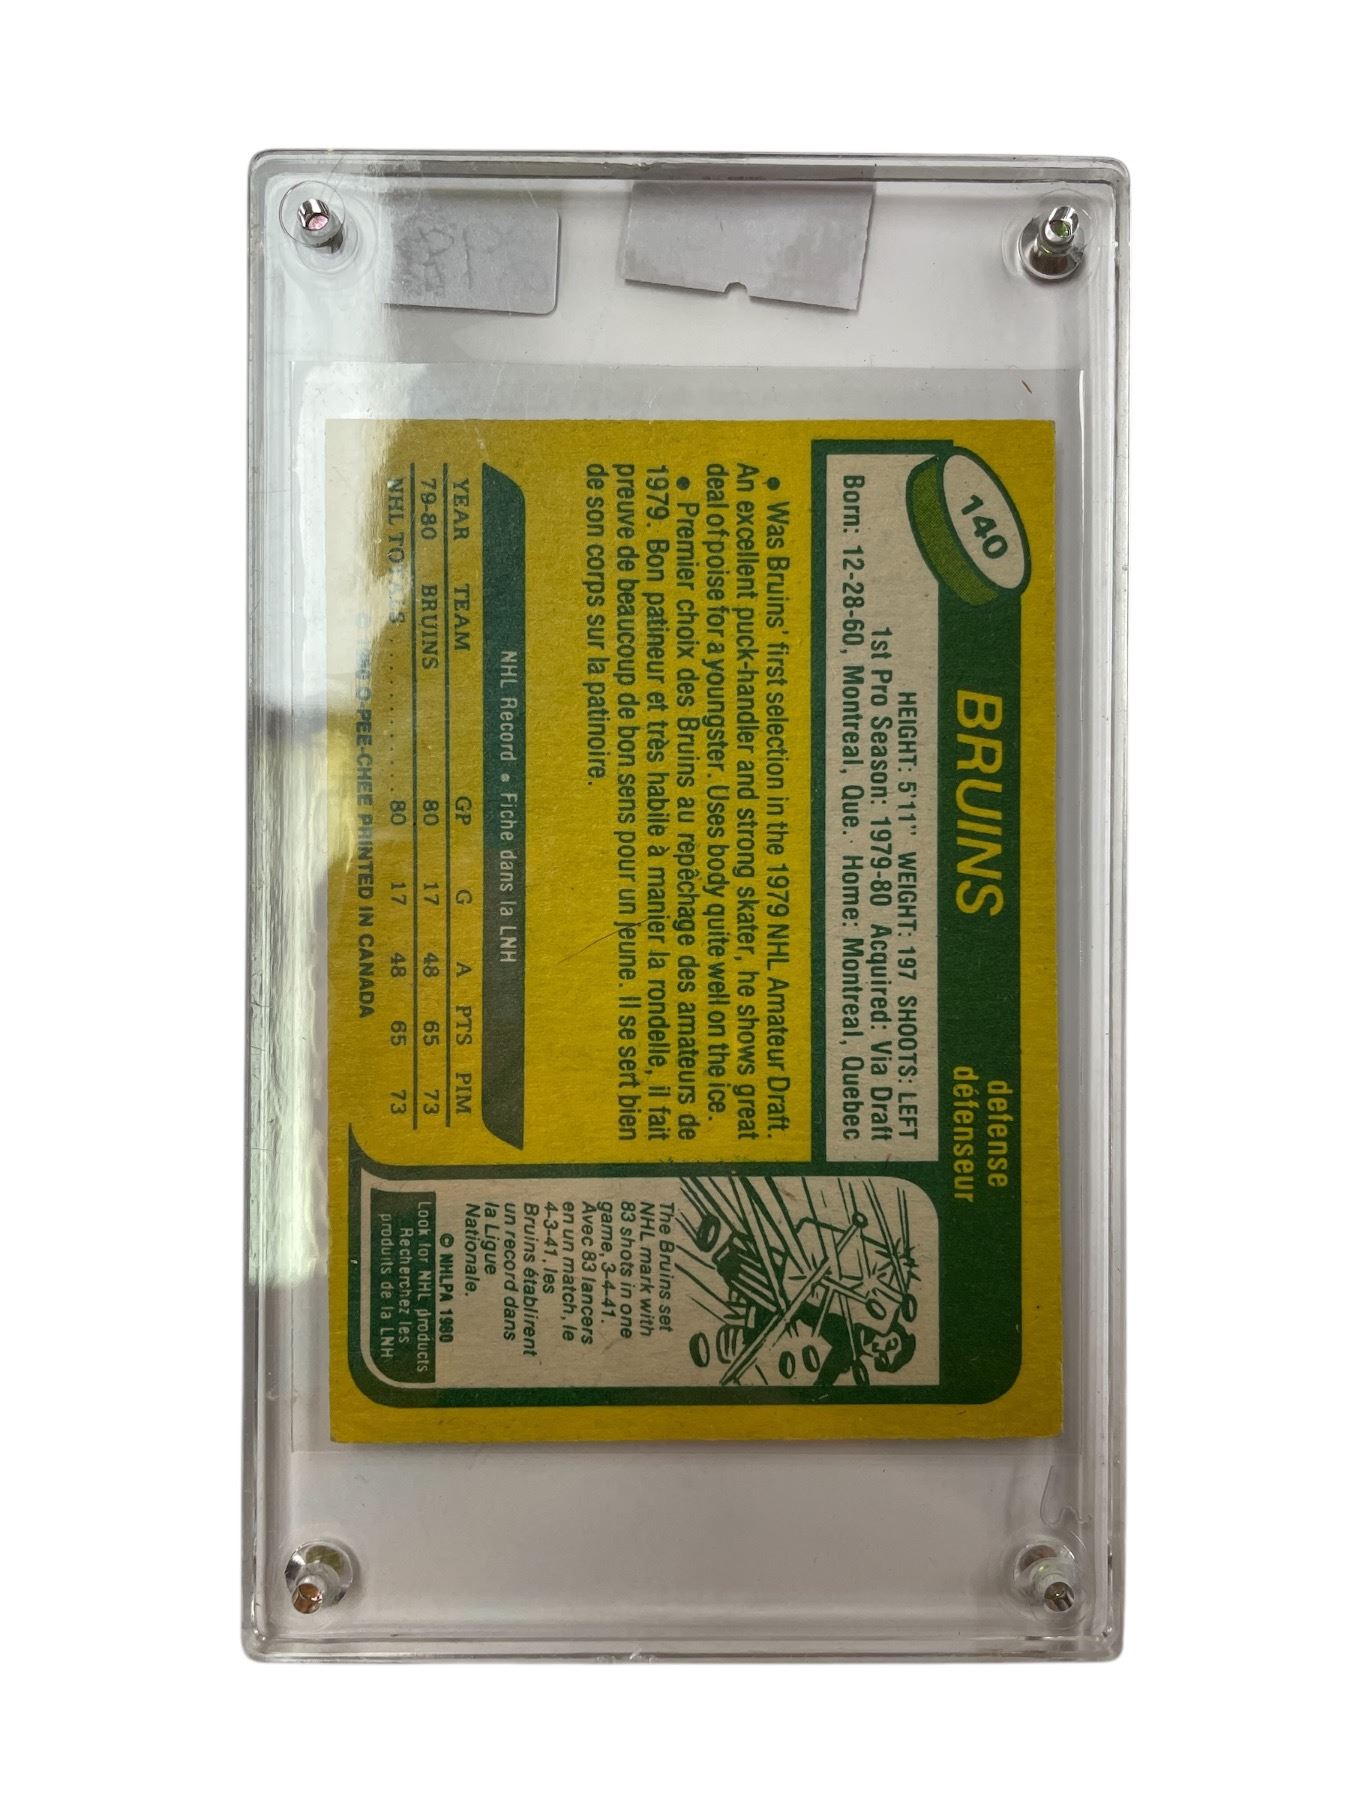 140
BRUINS
defense
défenseur
HEIGHT: 5'11" WEIGHT: 197 SHOOTS: LEFT
1st Pro Season: 1979-80 Acquired: Via Draft
Born: 12-28-60, Montreal, Que. Home: Montreal, Quebec
• Was Bruins' first selection in the 1979 NHL Amateur Draft.
An excellent puck-handler and strong skater, he shows great
deal of poise for a youngster. Uses body quite well on the ice.
• Premier choix des Bruins au repêchage des amateurs de
1979. Bon patineur et très habile à manier la rondelle, il fait
preuve de beaucoup de bon sens pour un jeune. Il se sert bien
de son corps sur la patinoire.
NHL Record • Fiche dans la LNH
YEAR TEAM GP G A PTS PIM
79-80 BRUINS 80 17 48 65 73
NHL TOTALS . . . . . . . . . . 80 17 48 65 73
© 1980 O-PEE-CHEE PRINTED IN CANADA
The Bruins set
NHL mark with
83 shots in one
game, 3-4-41.
Avec 83 lancers
en un match, le
4-3-41, les
Bruins établirent
un record dans
la Ligue
Nationale.
© NHLPA 1980
Look for NHL products
Recherchez les
produits de la LNH